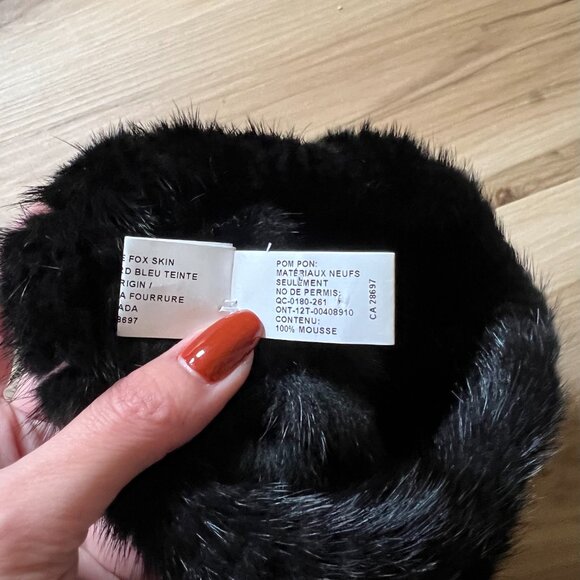 E FOX SKIN
RD BLEU TEINTE
RIGIN /
A FOURRURE
ADA
8697
POM PON:
MATÉRIAUX NEUFS
SEULEMENT
NO DE PERMIS:
QC-0180-261
ONT-12T-00408910
CONTENU:
100% MOUSSE
CA 28697